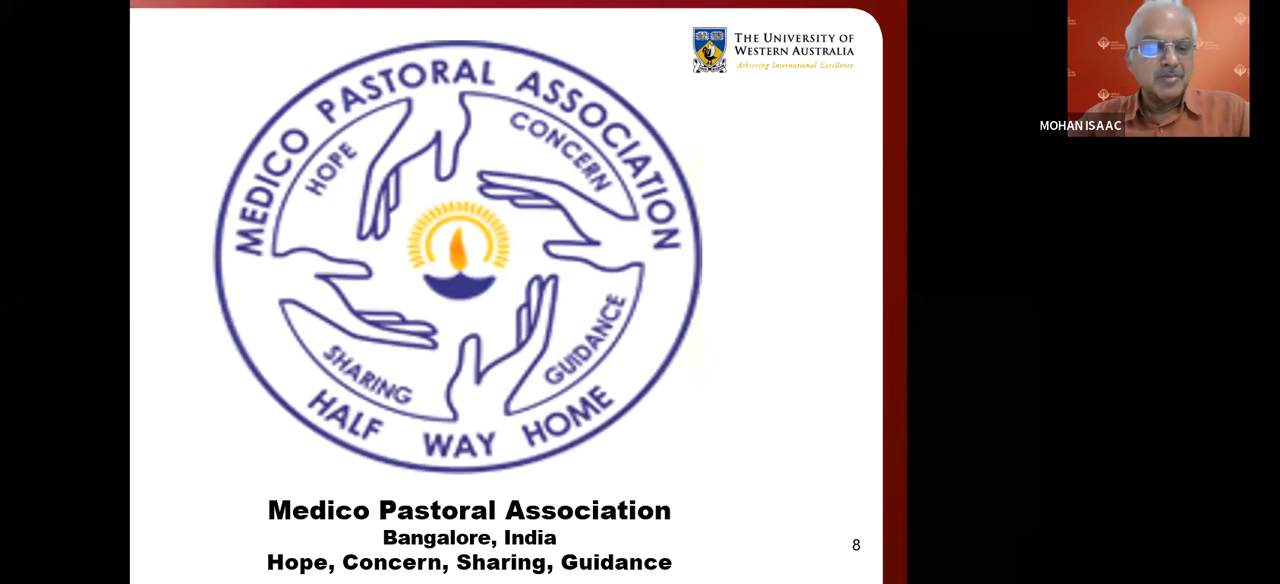 THE UNIVERSITY OF
WESTERN AUSTRALIA
Achieving International Excellence
MOHAN ISAAC
MEDICO PASTORAL ASSOCIATION
HOPE
CONCERN
SHARING
GUIDANCE
HALF WAY HOME
Medico Pastoral Association
Bangalore, India
Hope, Concern, Sharing, Guidance
8